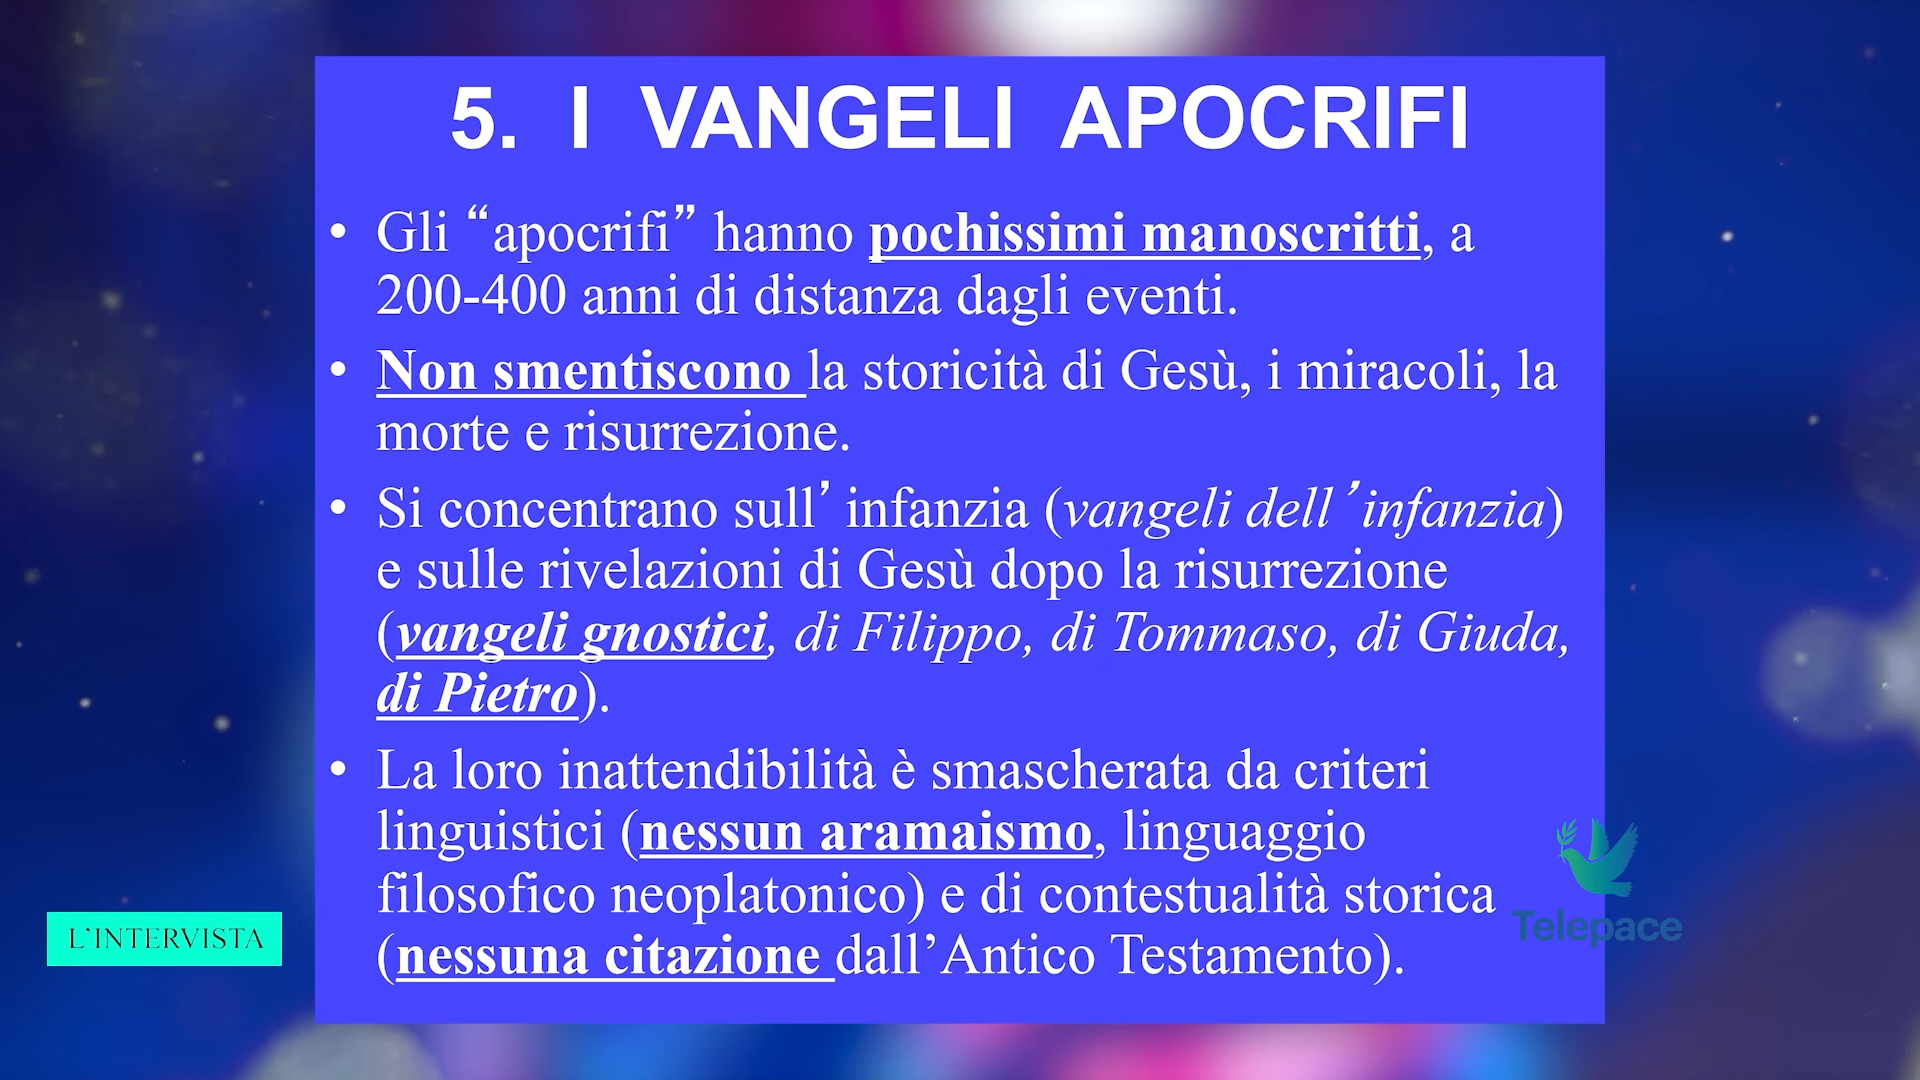 5. I VANGELI APOCRIFI
• Gli “apocrifi” hanno pochissimi manoscritti, a
200-400 anni di distanza dagli eventi.
• Non smentiscono la storicità di Gesù, i miracoli, la
morte e risurrezione.
• Si concentrano sull’ infanzia (vangeli dell ’infanzia)
e sulle rivelazioni di Gesù dopo la risurrezione
(vangeli gnostici, di Filippo, di Tommaso, di Giuda,
di Pietro).
• La loro inattendibilità è smascherata da criteri
linguistici (nessun aramaismo, linguaggio
filosofico neoplatonico) e di contestualità storica
(nessuna citazione dall’Antico Testamento).
L’INTERVISTA
Telepace